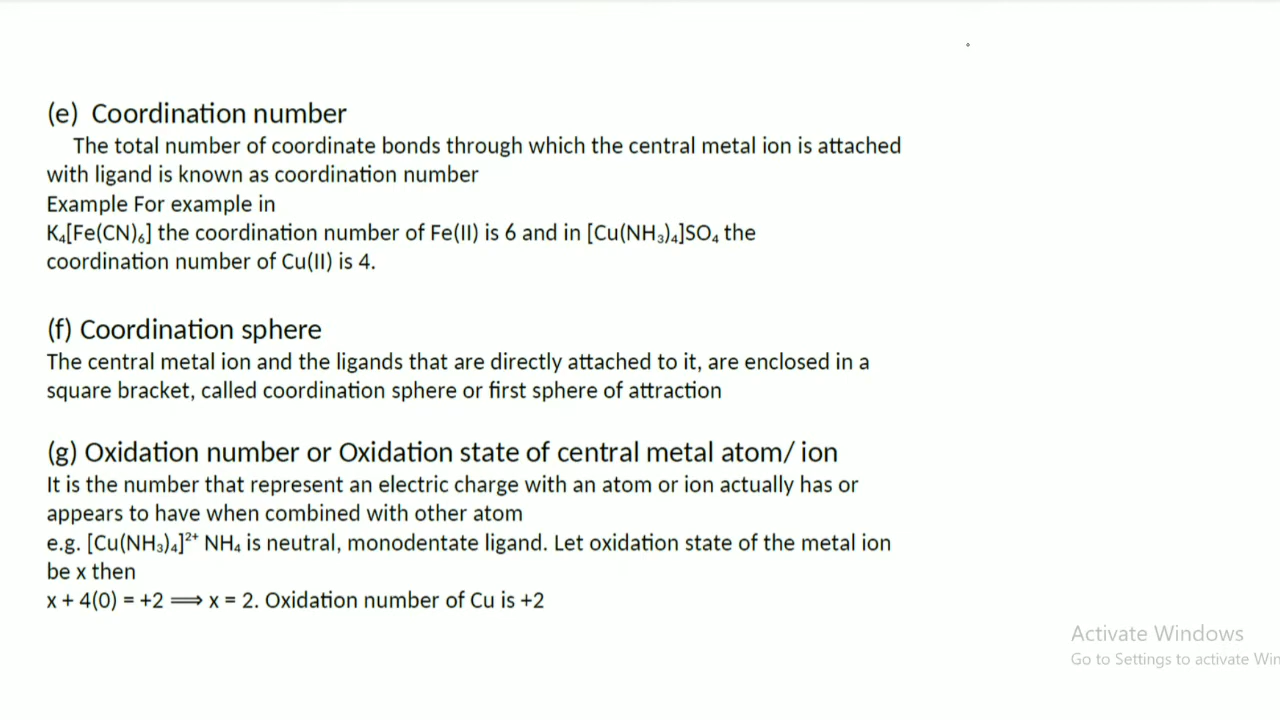 (e) Coordination number
The total number of coordinate bonds through which the central metal ion is attached
with ligand is known as coordination number
Example For example in
K₄[Fe(CN)₆] the coordination number of Fe(II) is 6 and in [Cu(NH₃)₄]SO₄ the
coordination number of Cu(II) is 4.
(f) Coordination sphere
The central metal ion and the ligands that are directly attached to it, are enclosed in a
square bracket, called coordination sphere or first sphere of attraction
(g) Oxidation number or Oxidation state of central metal atom/ ion
It is the number that represent an electric charge with an atom or ion actually has or
appears to have when combined with other atom
e.g. [Cu(NH₃)₄]²⁺ NH₄ is neutral, monodentate ligand. Let oxidation state of the metal ion
be x then
x + 4(0) = +2 ⟹ x = 2. Oxidation number of Cu is +2
Activate Windows
Go to Settings to activate Win